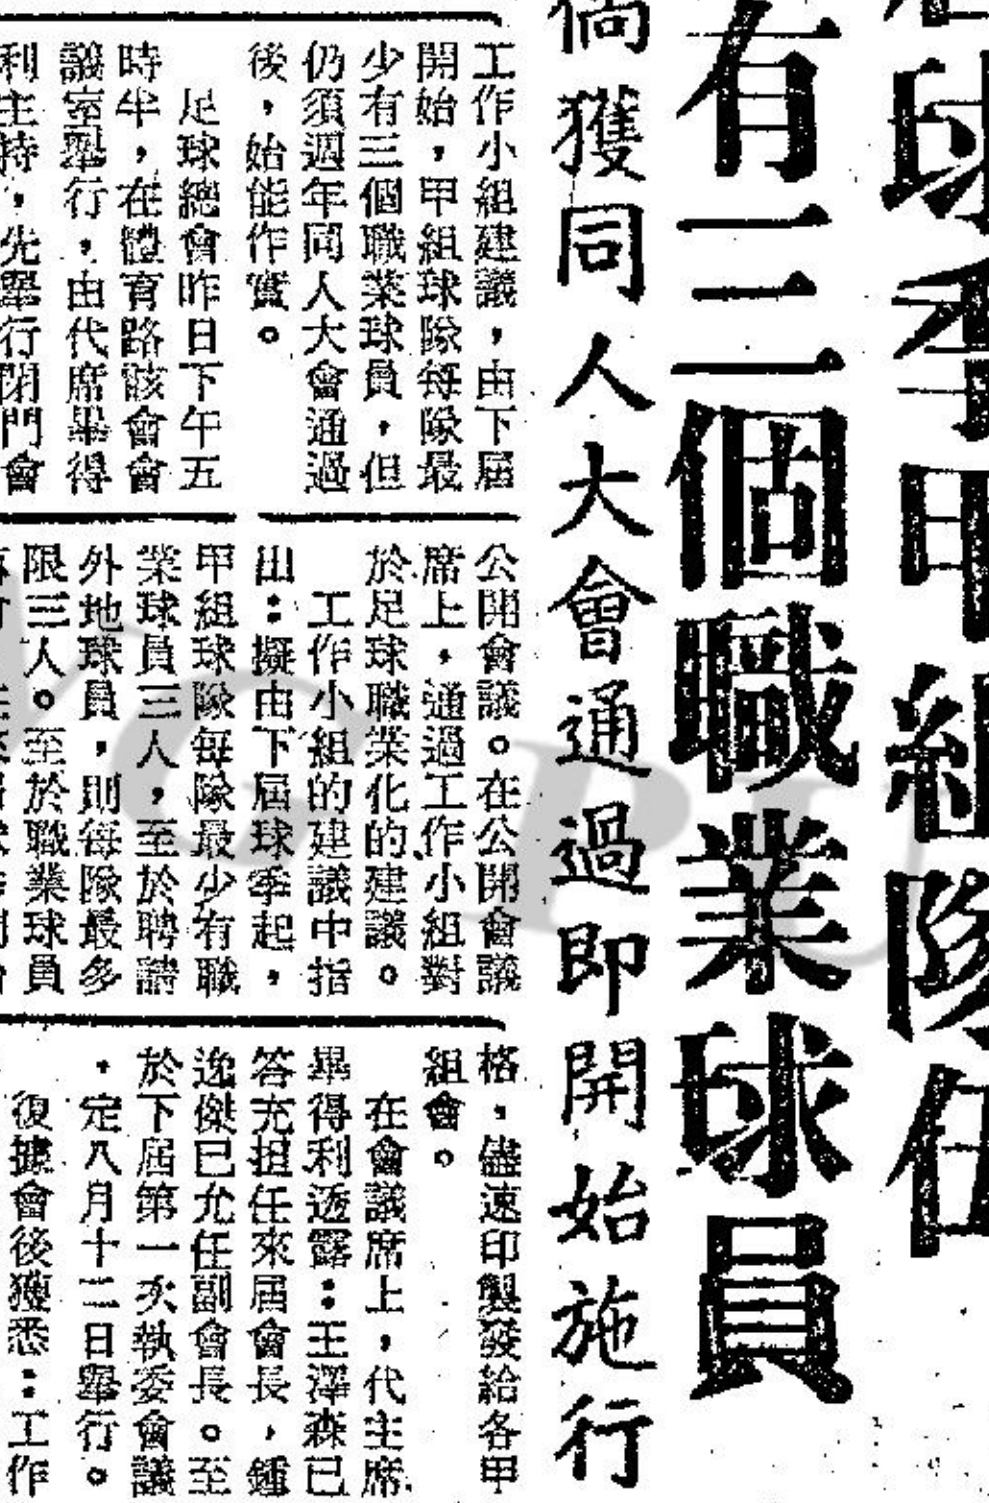 球季甲組隊伍
有三個職業球員
倘獲同人大會通過即開始施行
工作小組建議,由下屆
開始,甲組球隊每隊最
少有三個職業球員,但
仍須週年同人大會通過
後,始能作實。
足球總會昨日下午五
時半,在體育路該會會
議室舉行,由代席畢得
利主持,先舉行閉門會
公開會議。在公開會議
席上,通過工作小組對
於足球職業化的建議。
工作小組的建議中指
出:擬由下屆球季起,
甲組球隊每隊最少有職
業球員三人,至於聘請
外地球員,則每隊最多
限三人。至於職業球員
格,儘速印製發給各甲
組會。
在會議席上,代主席
畢得利透露:王澤森已
答充担任來屆會長,鍾
逸傑已允任副會長。至
於下屆第一次執委會議
,定八月十二日舉行。
復據會後獲悉:工作